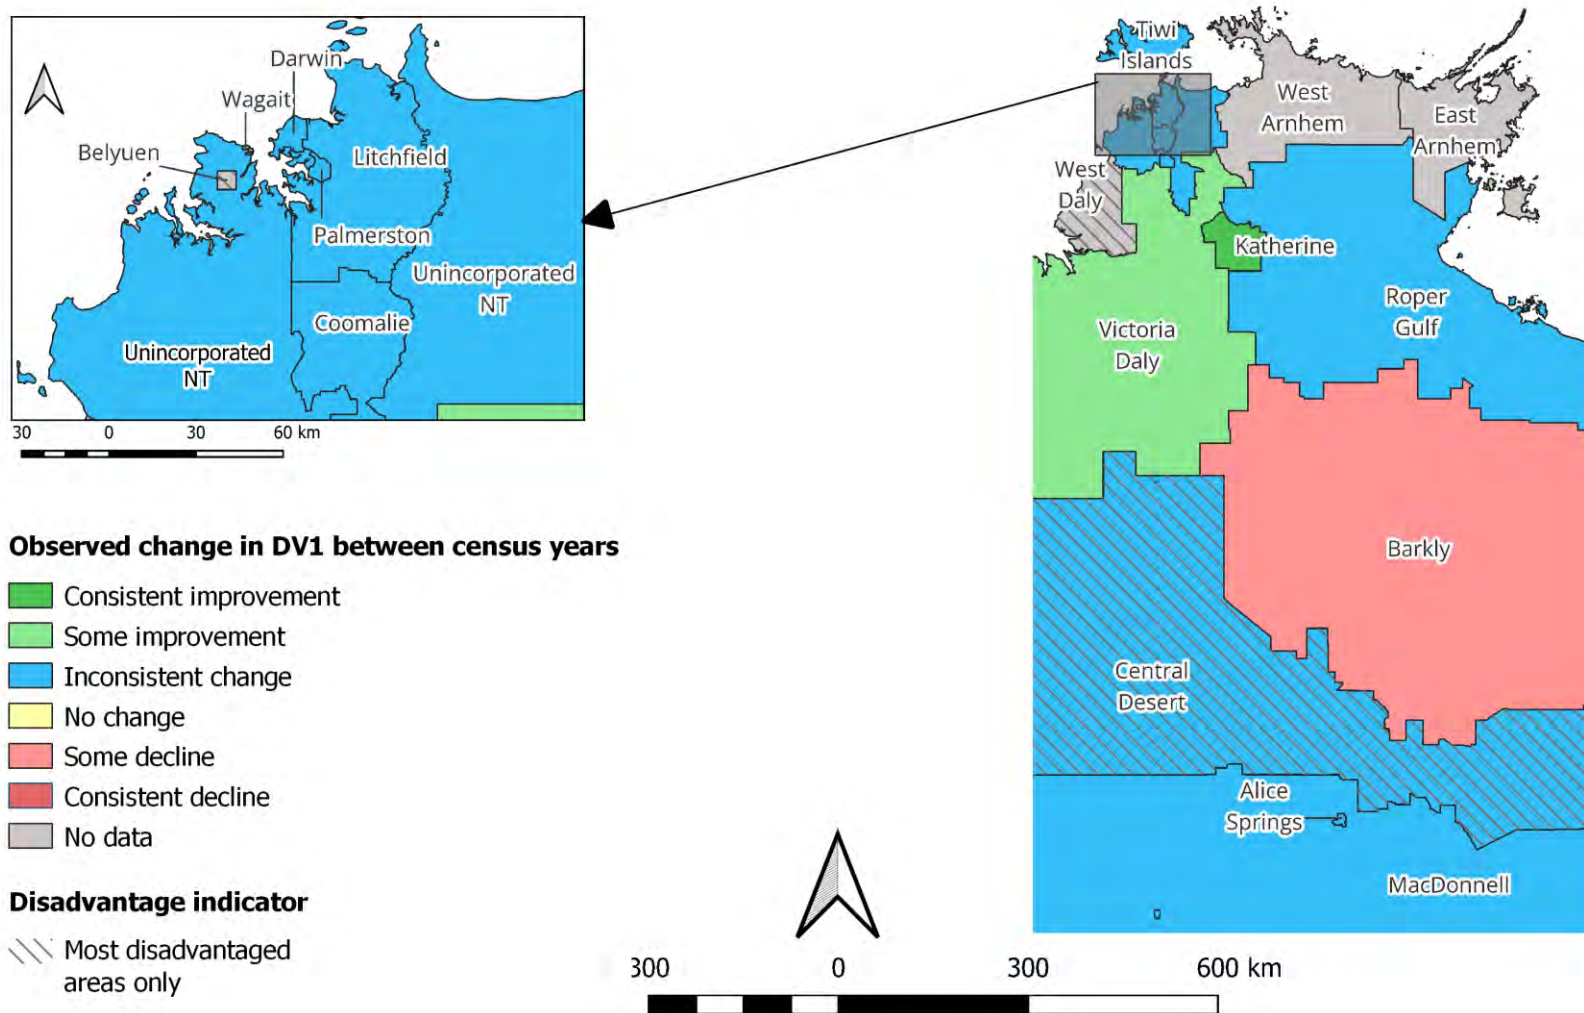 Darwin
Wagait
Belyuen
Litchfield
Palmerston
Unincorporated
NT
Coomalie
Unincorporated
NT
30 0 30 60 km
Tiwi
Islands
West
Arnhem
East
Arnhem
West
Daly
Katherine
Roper
Gulf
Victoria
Daly
Barkly
Central
Desert
Alice
Springs
MacDonnell
Observed change in DV1 between census years
Consistent improvement
Some improvement
Inconsistent change
No change
Some decline
Consistent decline
No data
Disadvantage indicator
Most disadvantaged
areas only
300 0 300 600 km